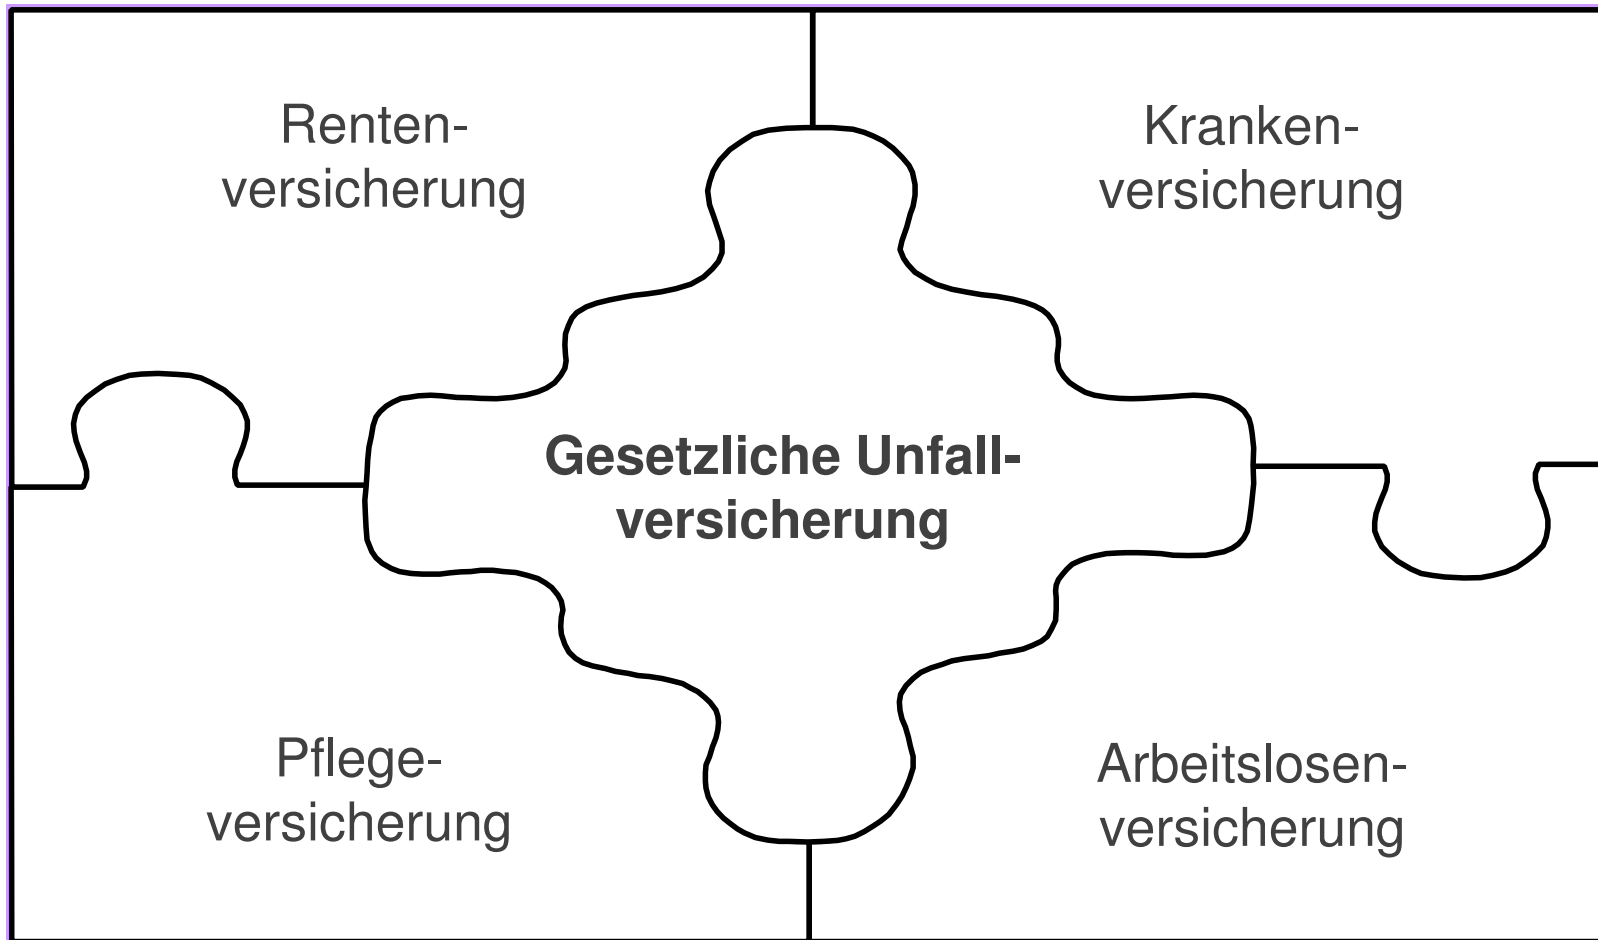 Renten-
versicherung
Kranken-
versicherung
Gesetzliche Unfall-
versicherung
Pflege-
versicherung
Arbeitslosen-
versicherung